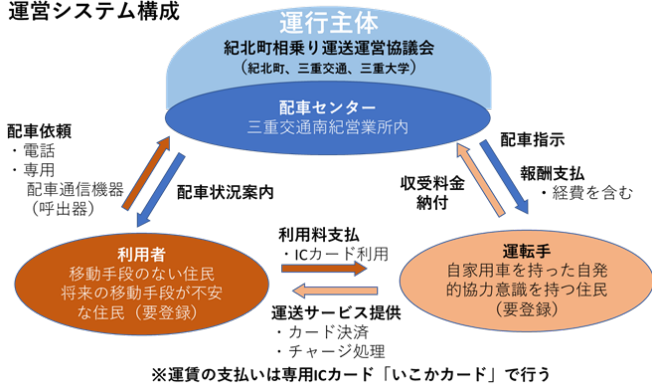 運営システム構成
運行主体
紀北町相乗り運送運営協議会
（紀北町、三重交通、三重大学）
配車センター
三重交通南紀営業所内
配車依頼
・電話
・専用
配車通信機器
（呼出器）
配車状況案内
収受料金
納付
配車指示
報酬支払
・経費を含む
利用者
移動手段のない住民
将来の移動手段が不安
な住民（要登録）
利用料支払
・ICカード利用
運送サービス提供
・カード決済
・チャージ処理
運転手
自家用車を持った自発
的協力意識を持つ住民
（要登録）
※運賃の支払いは専用ICカード「いこかカード」で行う